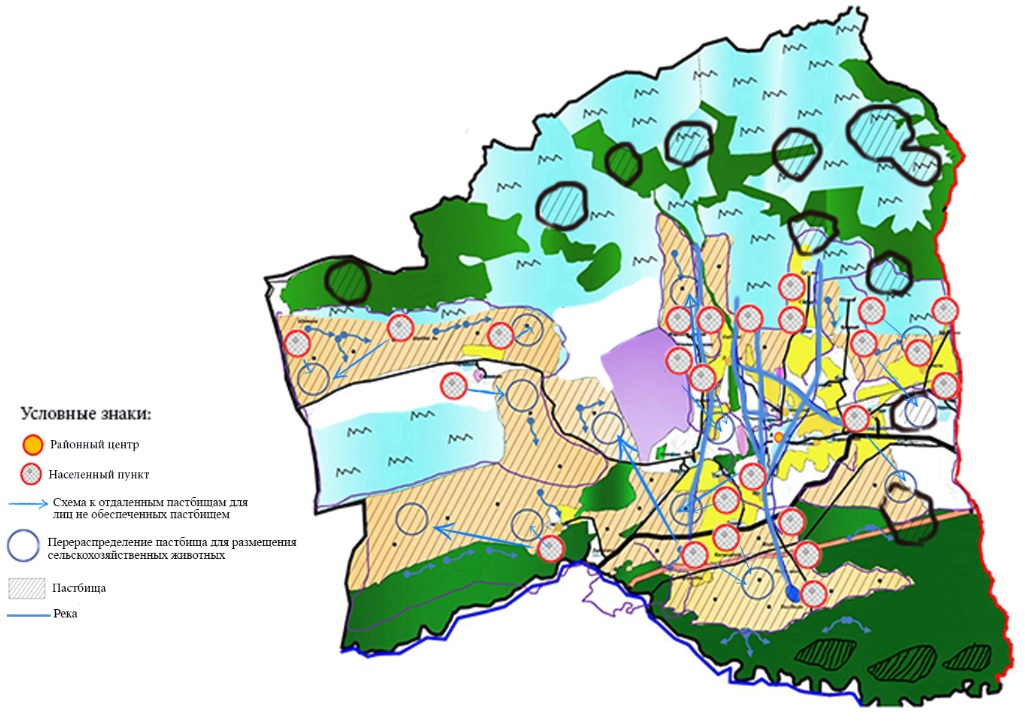 Условные знаки:
Районный центр
Населенный пункт
Схема к отдаленным пастбищам для
лиц не обеспеченных пастбищем
Перераспределение пастбища для размещения
сельскохозяйственных животных
Пастбища
Река